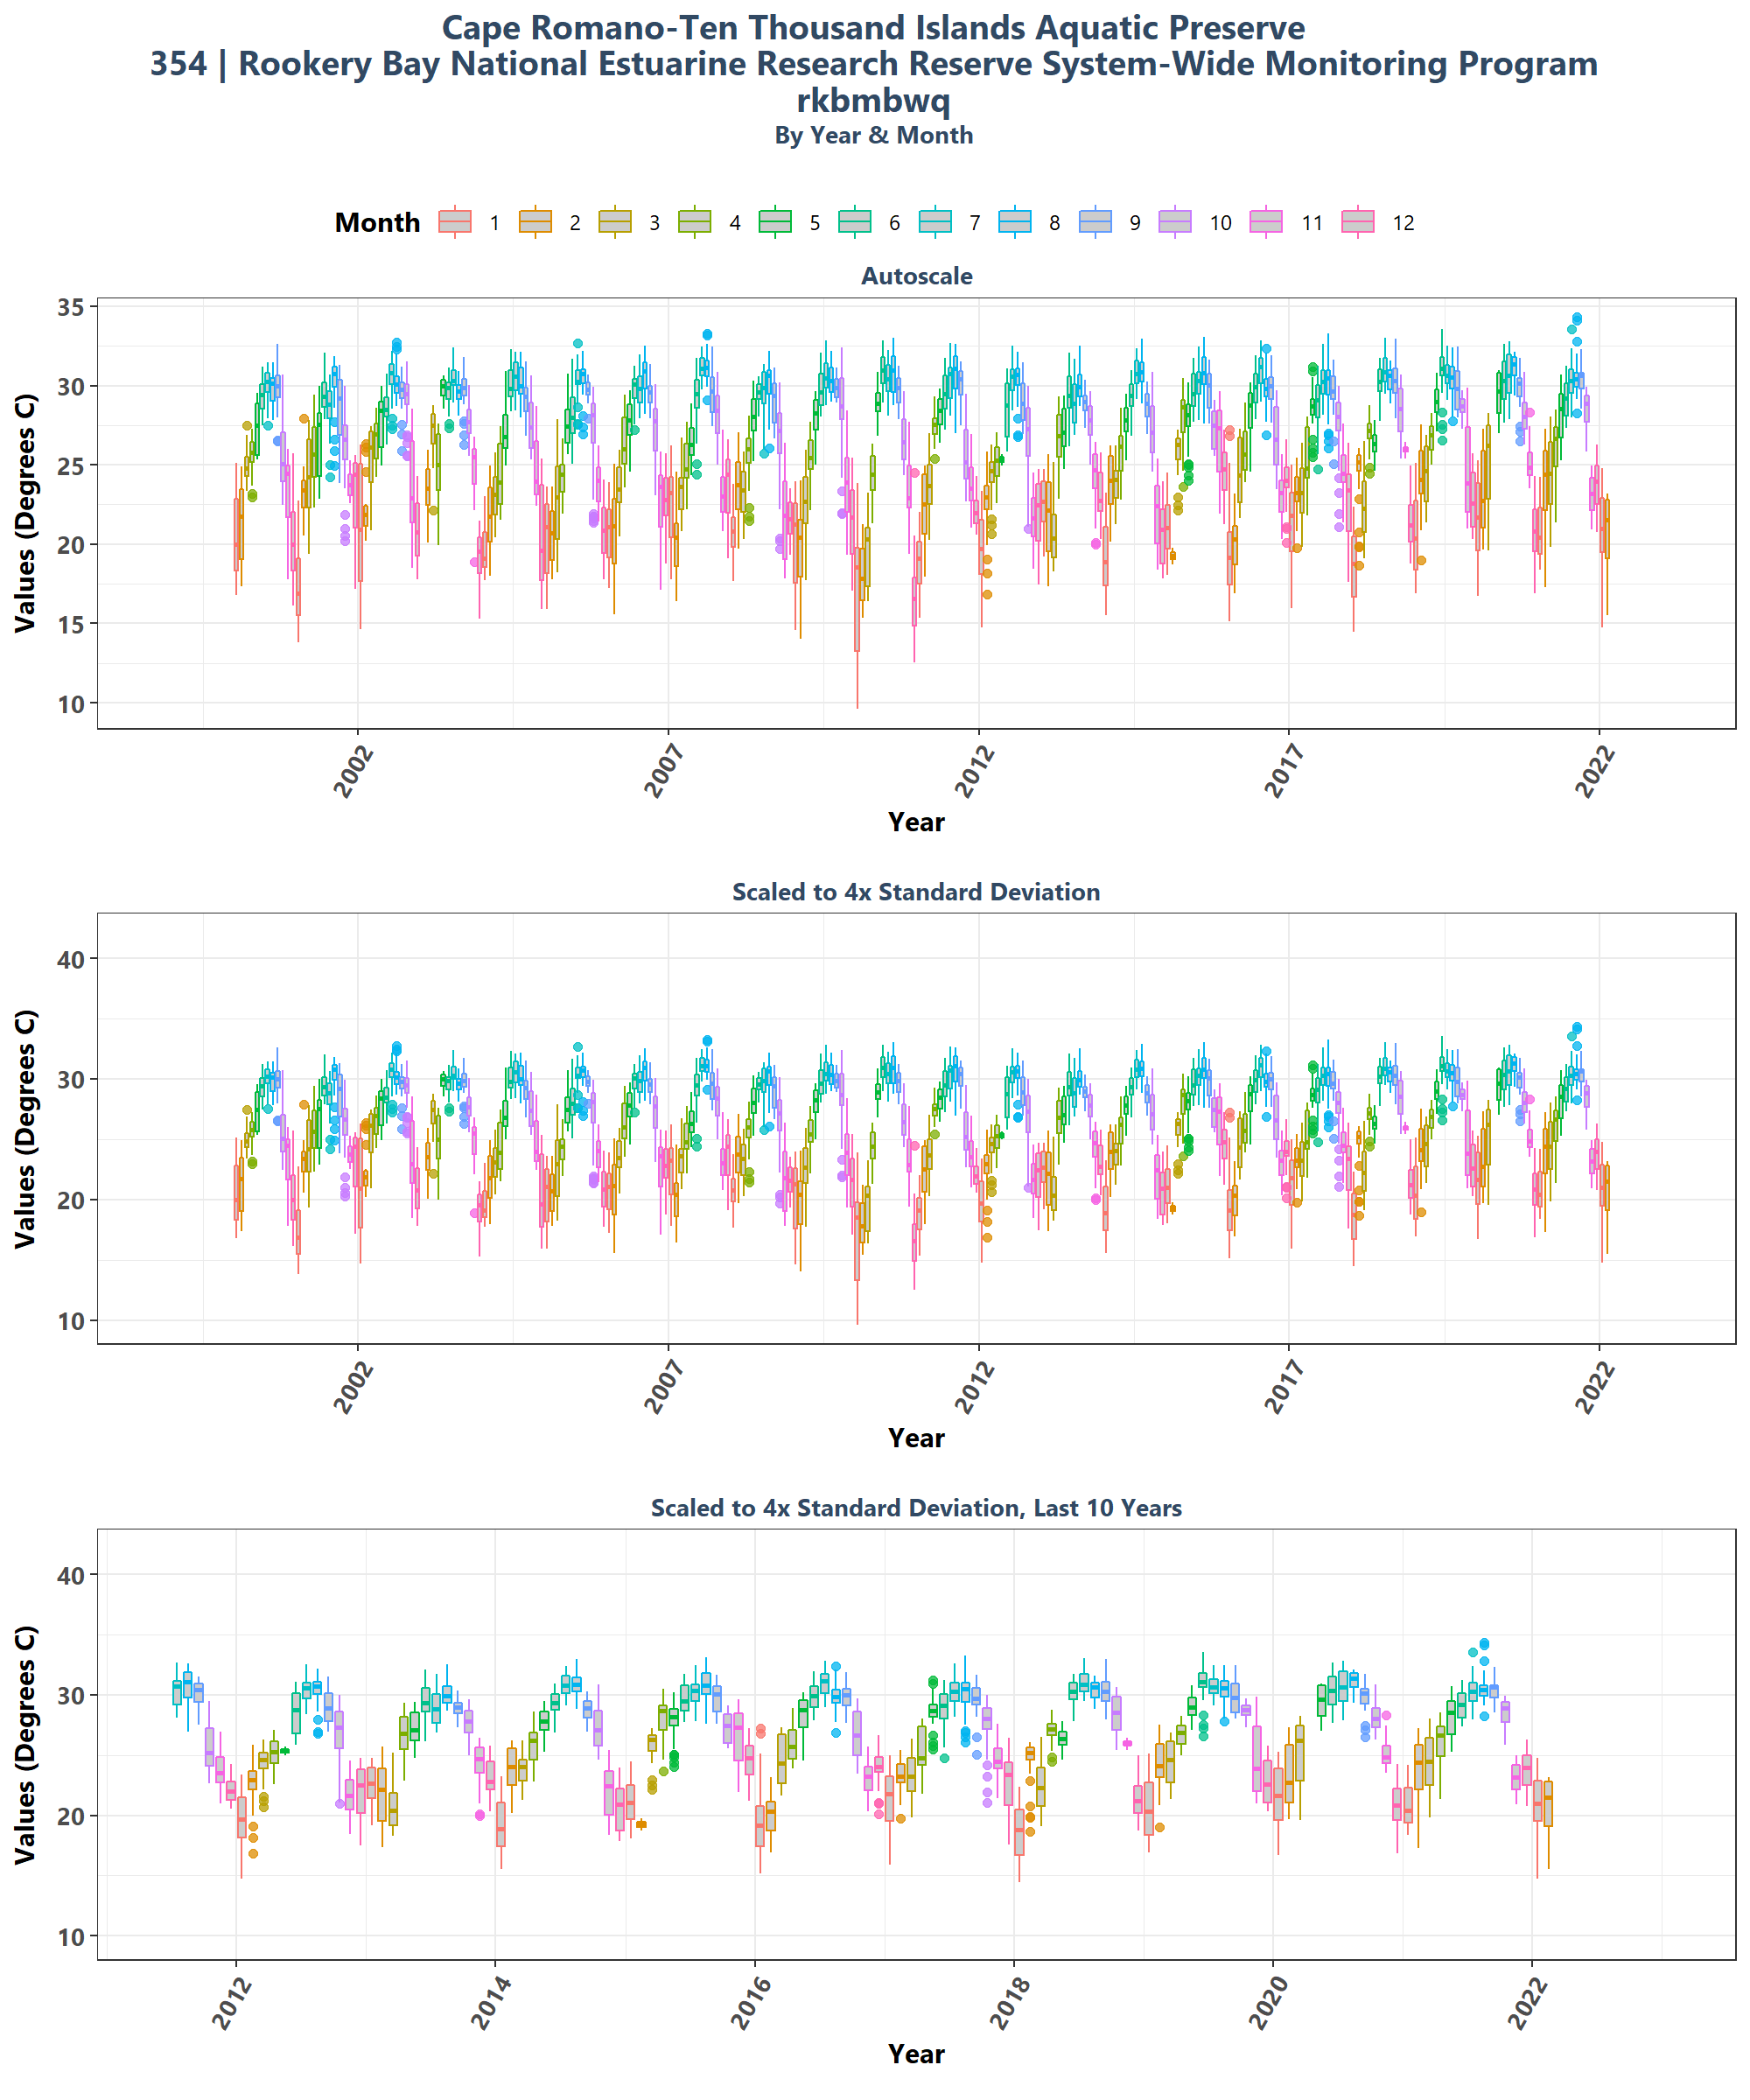 Cape Romano-Ten Thousand Islands Aquatic Preserve
354 | Rookery Bay National Estuarine Research Reserve System-Wide Monitoring Program
rkbmbwq
By Year & Month
Month 1 2 3 4 5 6 7 8 9 10 11 12
Autoscale
Values (Degrees C)
35
30
25
20
15
10
2002 2007 2012 2017 2022
Year
Scaled to 4x Standard Deviation
Values (Degrees C)
40
30
20
10
2002 2007 2012 2017 2022
Year
Scaled to 4x Standard Deviation, Last 10 Years
Values (Degrees C)
40
30
20
10
2012 2014 2016 2018 2020 2022
Year